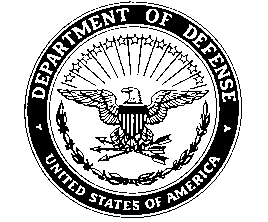 DEPARTMENT OF DEFENSE
UNITED STATES OF AMERICA